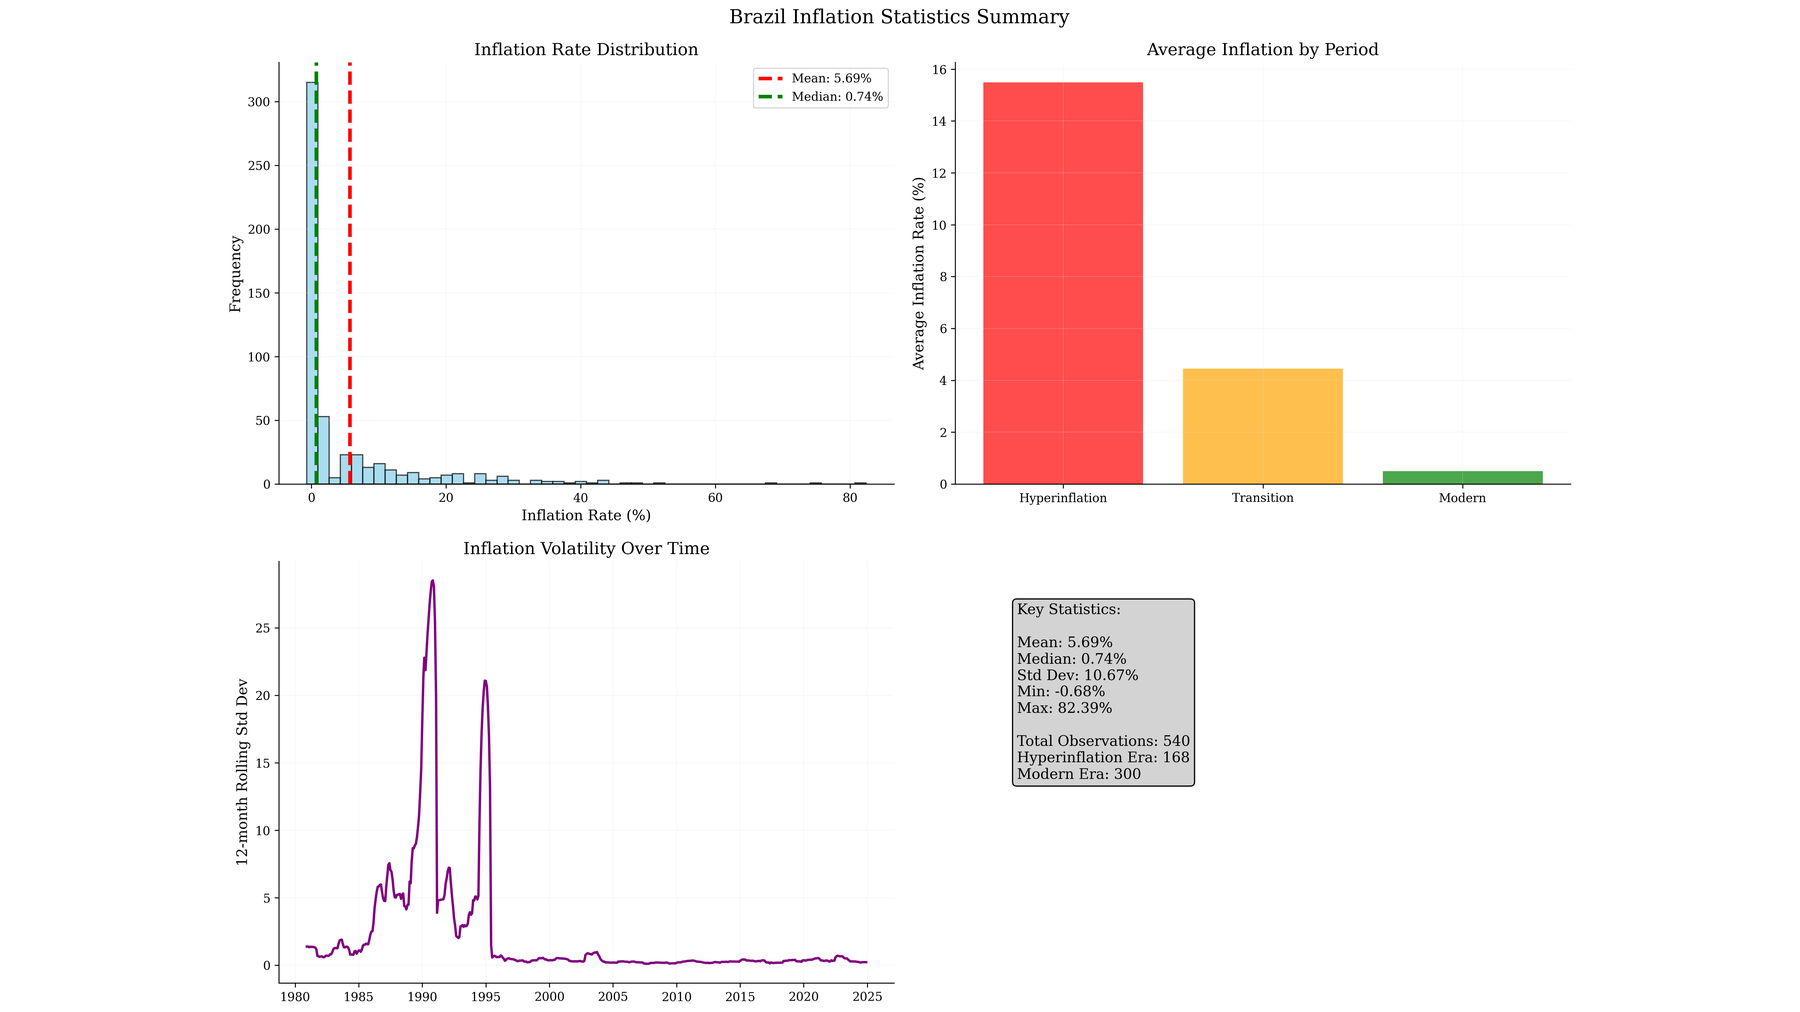 Brazil Inflation Statistics Summary
Inflation Rate Distribution
Mean: 5.69%
Median: 0.74%
Frequency
300
250
200
150
100
50
0
0 20 40 60 80
Inflation Rate (%)
Average Inflation by Period
Average Inflation Rate (%)
16
14
12
10
8
6
4
2
0
Hyperinflation Transition Modern
Inflation Volatility Over Time
12-month Rolling Std Dev
25
20
15
10
5
0
1980 1985 1990 1995 2000 2005 2010 2015 2020 2025
Key Statistics:
Mean: 5.69%
Median: 0.74%
Std Dev: 10.67%
Min: -0.68%
Max: 82.39%
Total Observations: 540
Hyperinflation Era: 168
Modern Era: 300